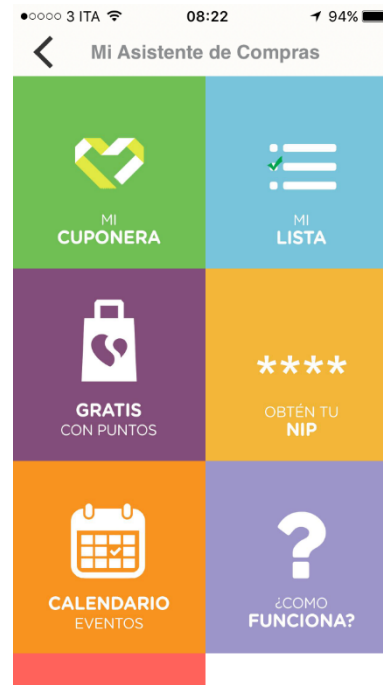 3 ITA 08:22 94%
Mi Asistente de Compras
MI
CUPONERA
MI
LISTA
GRATIS
CON PUNTOS
****
OBTÉN TU
NIP
CALENDARIO
EVENTOS
¿COMO
FUNCIONA?